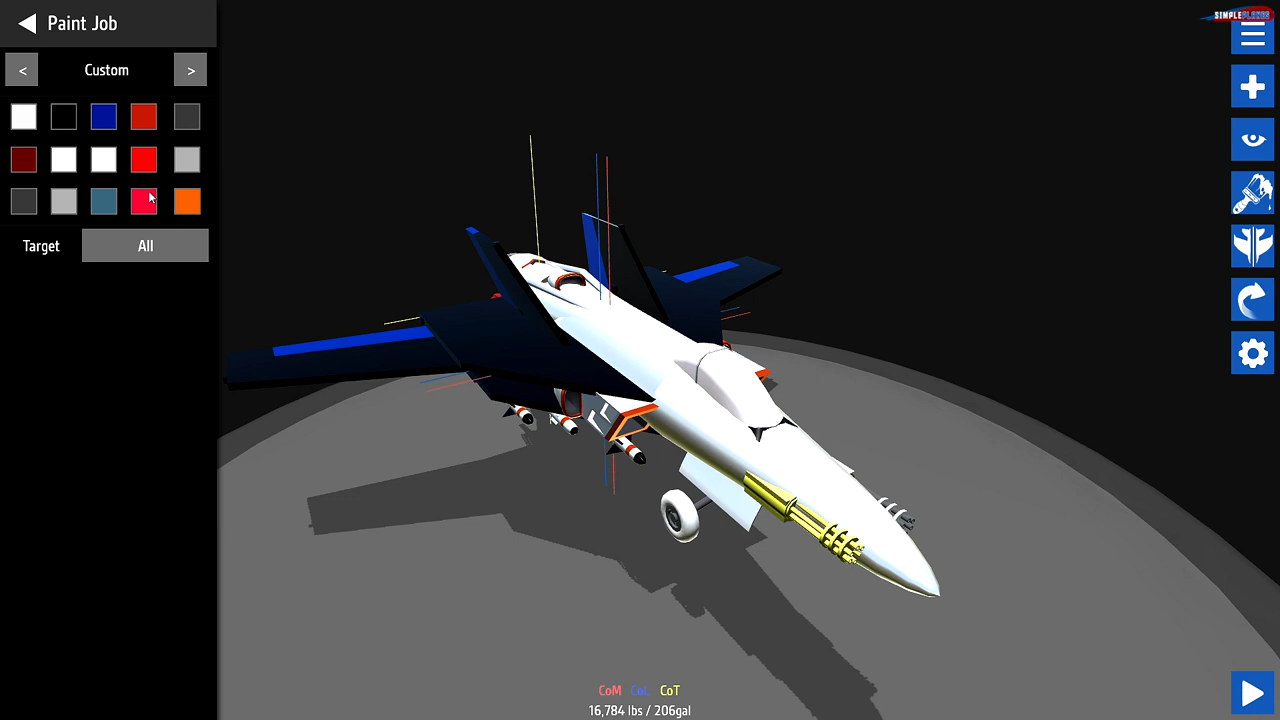 Paint Job
SIMPLEPLANES
< Custom >
Target All
CoM CoL CoT
16,784 lbs / 206gal